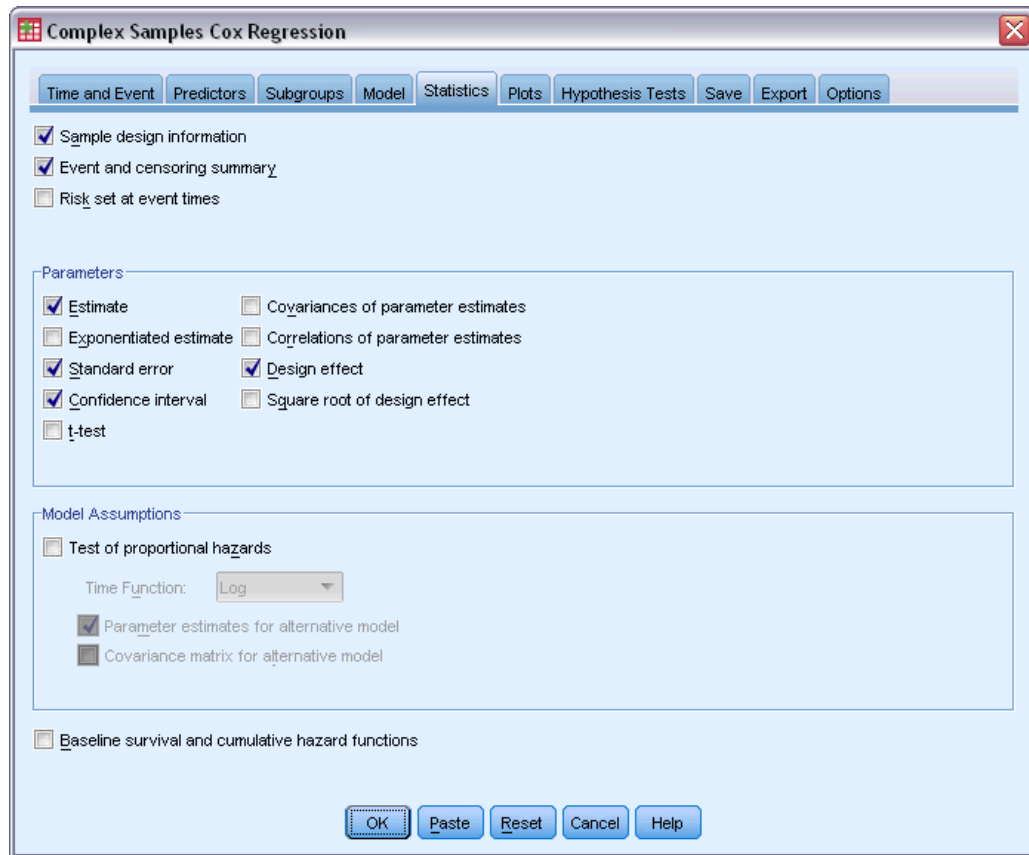 Complex Samples Cox Regression
Time and Event Predictors Subgroups Model Statistics Plots Hypothesis Tests Save Export Options
Sample design information
Event and censoring summary
Risk set at event times
Parameters
Estimate Covariances of parameter estimates
Exponentiated estimate Correlations of parameter estimates
Standard error Design effect
Confidence interval Square root of design effect
t-test
Model Assumptions
Test of proportional hazards
Time Function: Log
Parameter estimates for alternative model
Covariance matrix for alternative model
Baseline survival and cumulative hazard functions
OK Paste Reset Cancel Help